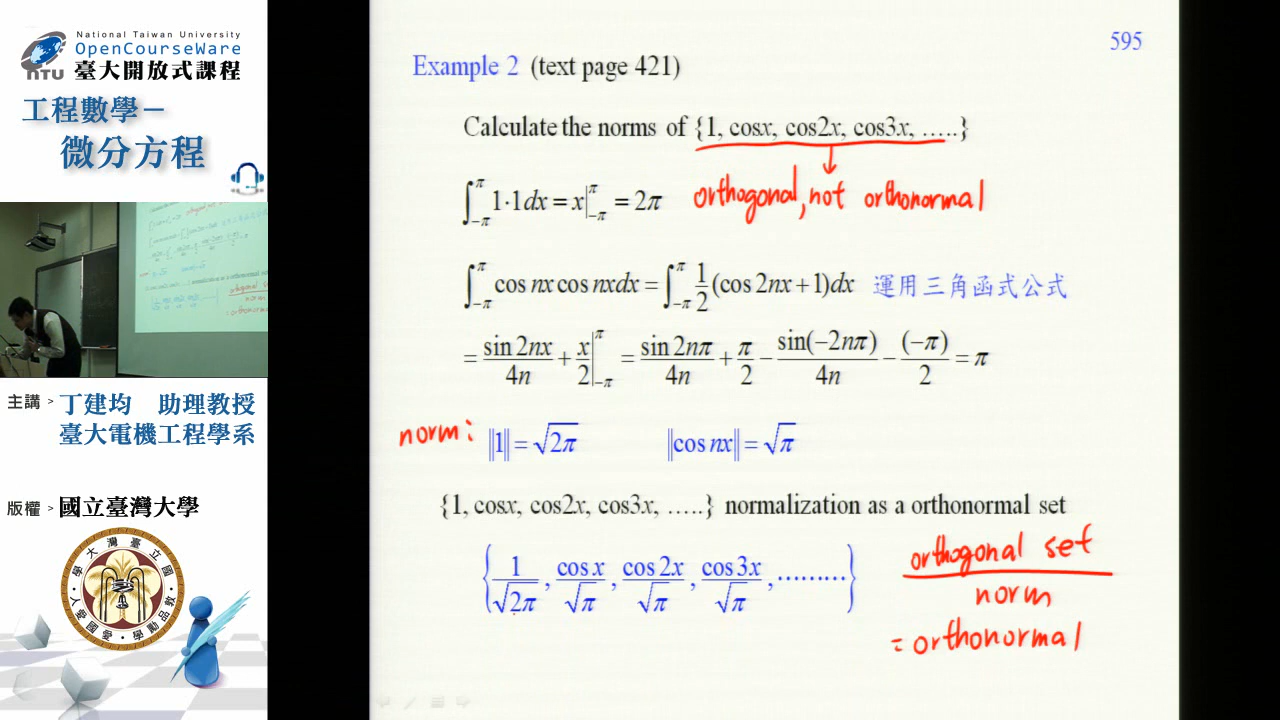 National Taiwan University
OpenCourseWare
NTU 臺大開放式課程
工程數學－
微分方程
主講 > 丁建均 助理教授
臺大電機工程學系
版權 > 國立臺灣大學
595
Example 2 (text page 421)
Calculate the norms of {1, cosx, cos2x, cos3x, …..}
∫_{-π}^{π} 1·1dx = x|_{-π}^{π} = 2π orthogonal, not orthonormal
∫_{-π}^{π} cos nx cos nxdx = ∫_{-π}^{π} 1/2 (cos 2nx + 1)dx 運用三角函式公式
= sin 2nx/4n + x/2|_{-π}^{π} = sin 2nπ/4n + π/2 − sin(−2nπ)/4n − (−π)/2 = π
norm: ‖1‖ = √2π ‖cos nx‖ = √π
{1, cosx, cos2x, cos3x, …..} normalization as a orthonormal set
{1/√2π, cos x/√π, cos 2x/√π, cos 3x/√π, ………}
orthogonal set
norm
= orthonormal